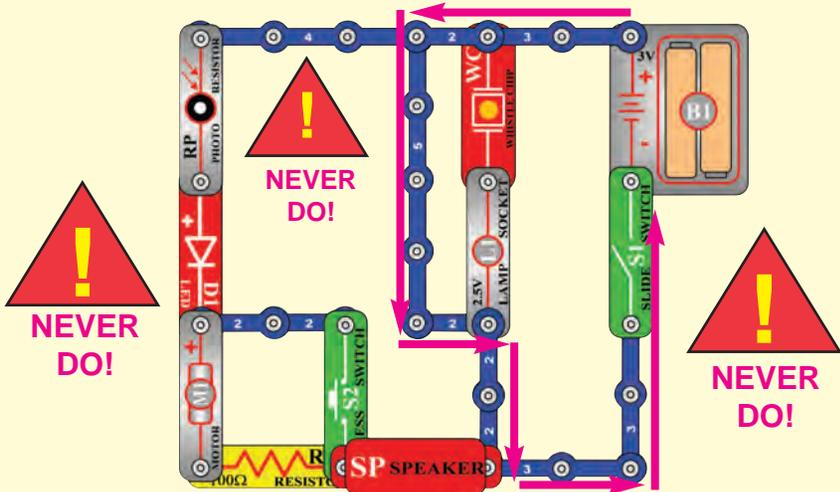 4
2
3
RP
PHOTO
RESISTOR
WC
WHISTLE CHIP
3V
+
-
B1
!
NEVER
DO!
5
!
NEVER
DO!
+
D1
LED
L1
2.5V
LAMP SOCKET
S1
SLIDE SWITCH
!
NEVER
DO!
2
2
2
2
+
M1
MOTOR
S2
SWITCH
2
3
100Ω
SP SPEAKER
3